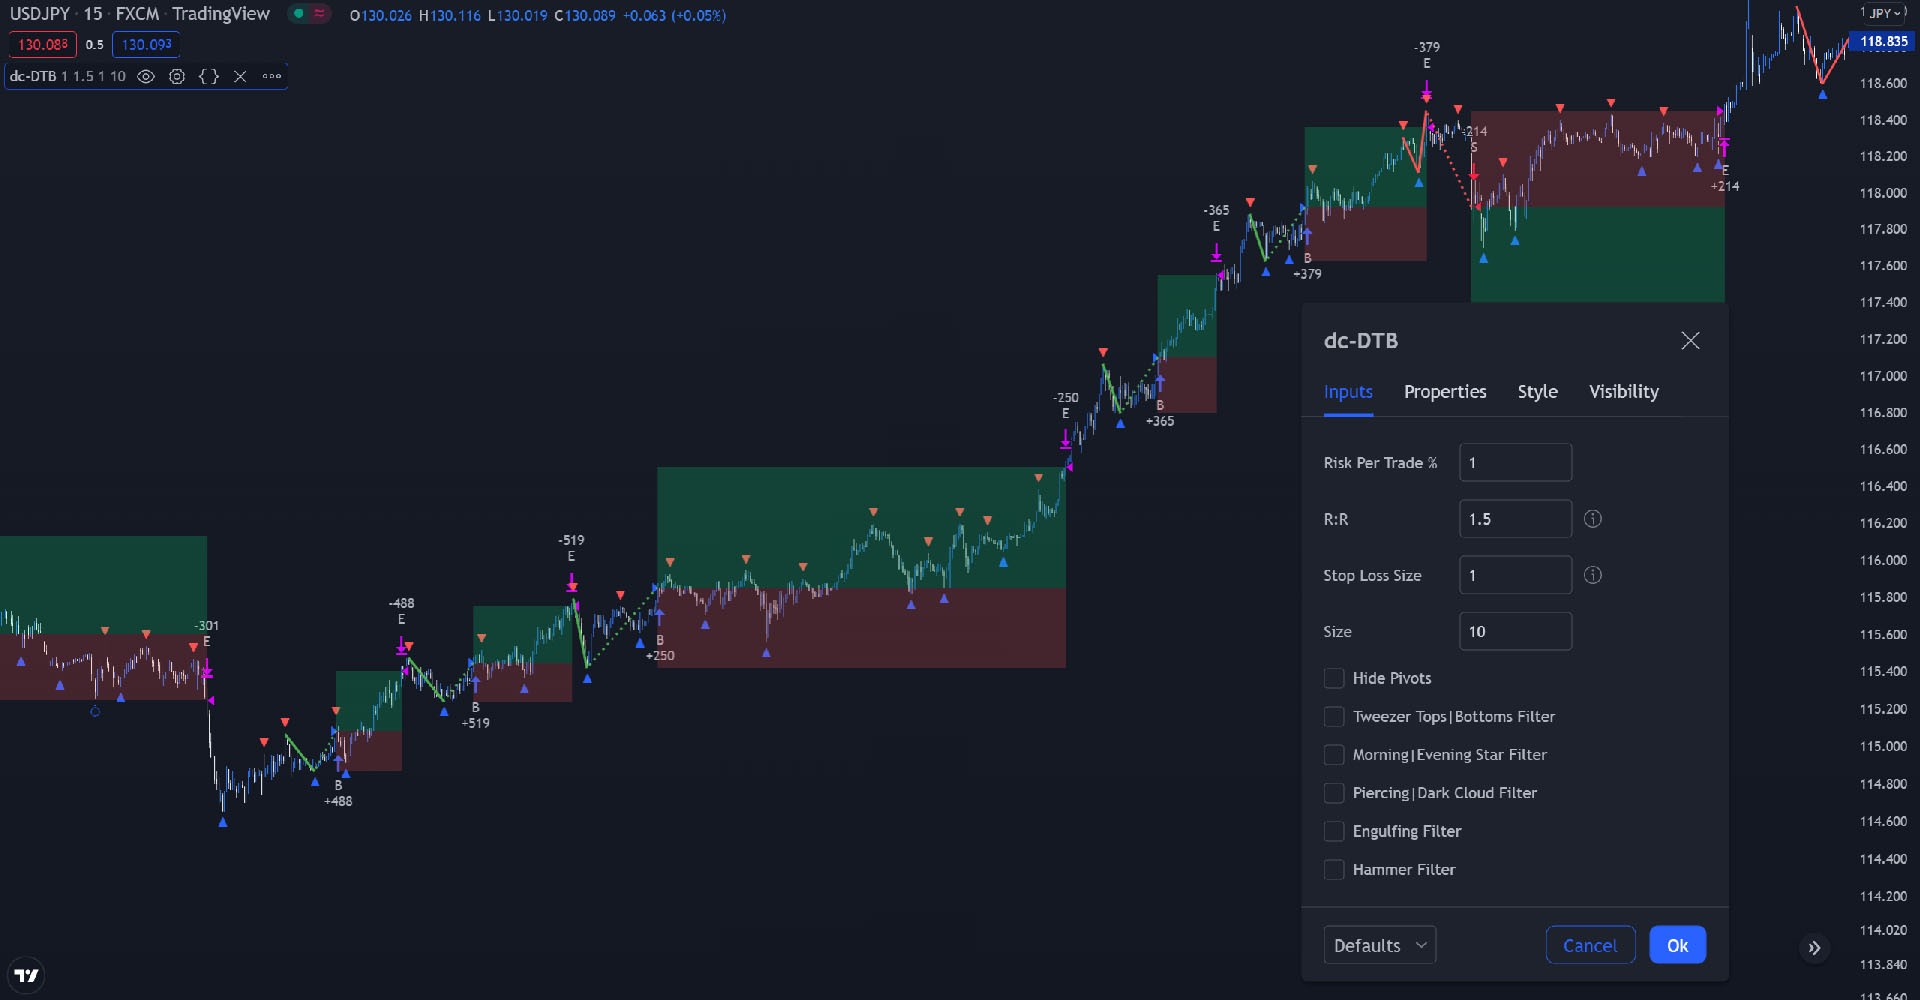 USDJPY · 15 · FXCM · TradingView
O130.026 H130.116 L130.019 C130.089 +0.063 (+0.05%)
130.088 0.5 130.093
dc-DTB 1 1.5 1 10
JPY
118.835
118.600
118.400
118.200
118.000
117.800
117.600
117.400
117.200
117.000
116.800
116.600
116.400
116.200
116.000
115.800
115.600
115.400
115.200
115.000
114.800
114.600
114.400
114.200
114.020
113.840
113.660
-301
E
-488
E
B
+488
-519
E
B
+519
-250
E
B
+250
-365
E
B
+365
-379
E
B
+379
-214
S
E
+214
dc-DTB
Inputs Properties Style Visibility
Risk Per Trade % 1
R:R 1.5
Stop Loss Size 1
Size 10
Hide Pivots
Tweezer Tops|Bottoms Filter
Morning|Evening Star Filter
Piercing|Dark Cloud Filter
Engulfing Filter
Hammer Filter
Defaults Cancel Ok